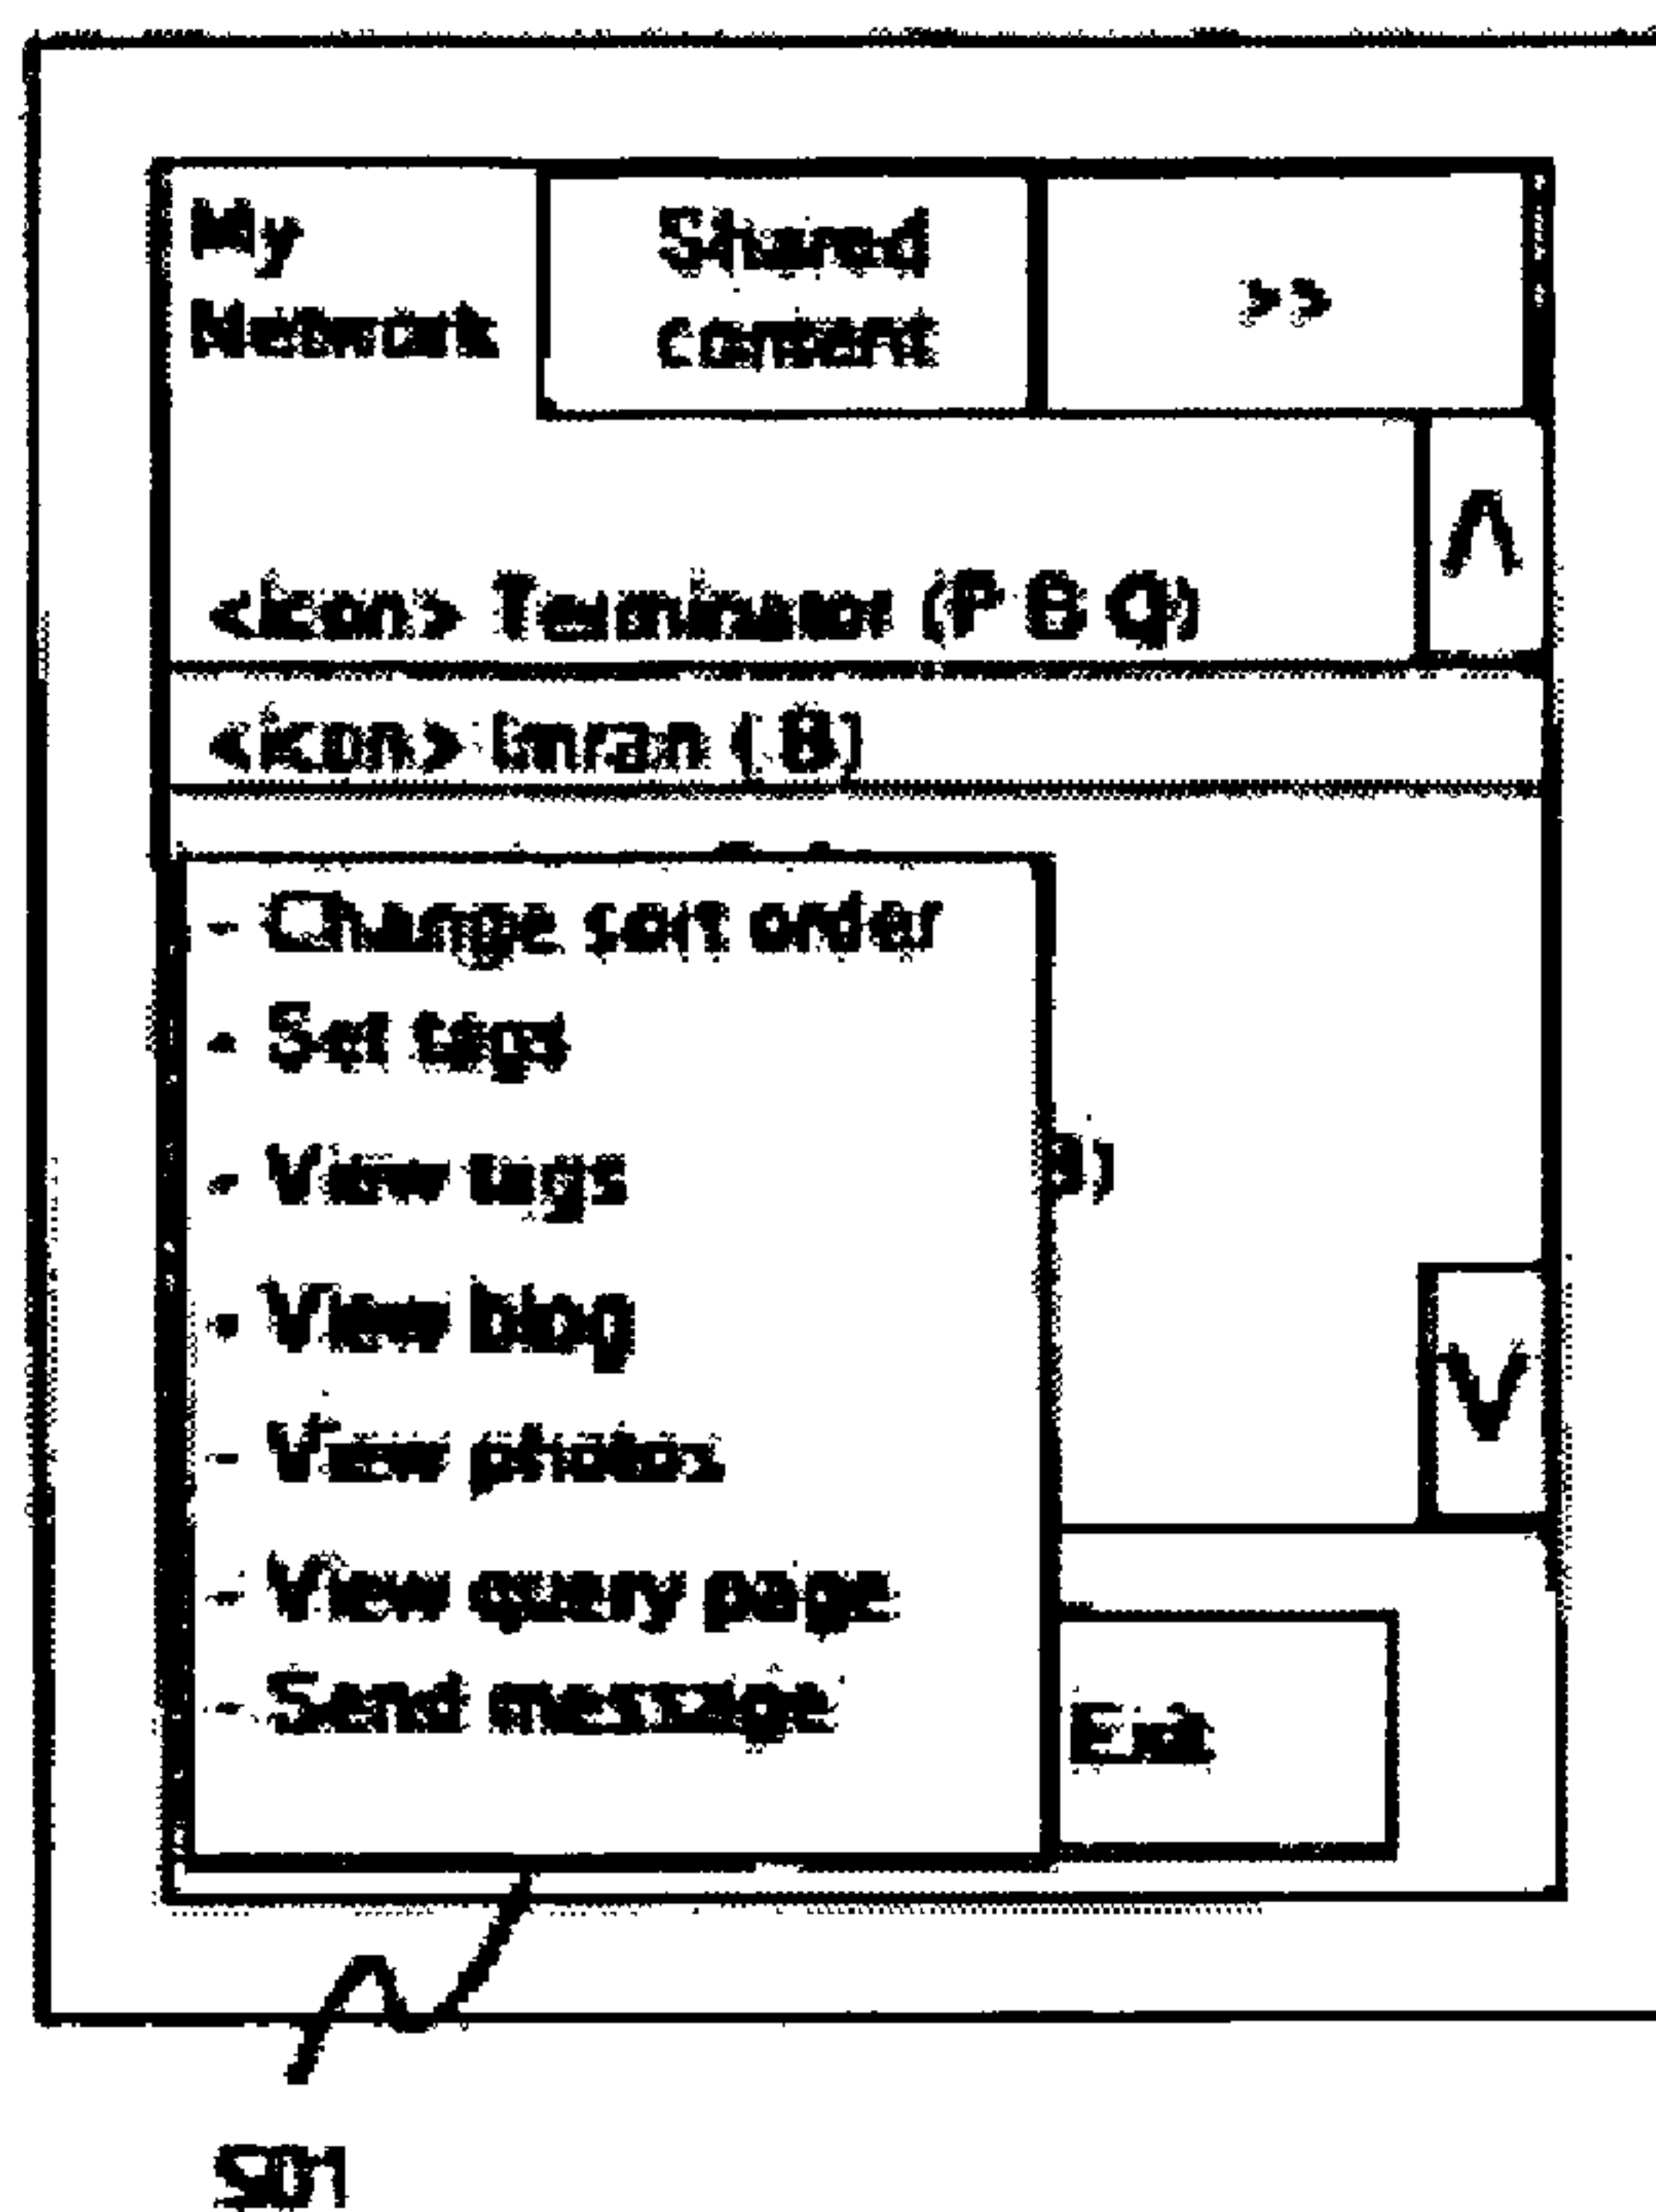 My
Network
Shared
content
>>
<icon> Terminator (P B Q)
<icon> Imran ( B)
- Change sort order
- Set tags
- View tags
B)
- View blog
- View photos
- View query page
- Send message
Exit
901